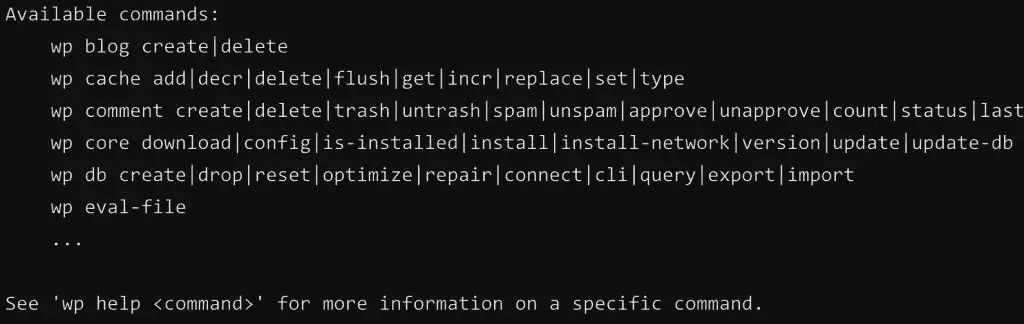 Available commands:
wp blog create|delete
wp cache add|decr|delete|flush|get|incr|replace|set|type
wp comment create|delete|trash|untrash|spam|unspam|approve|unapprove|count|status|last
wp core download|config|is-installed|install|install-network|version|update|update-db
wp db create|drop|reset|optimize|repair|connect|cli|query|export|import
wp eval-file
...
See 'wp help <command>' for more information on a specific command.